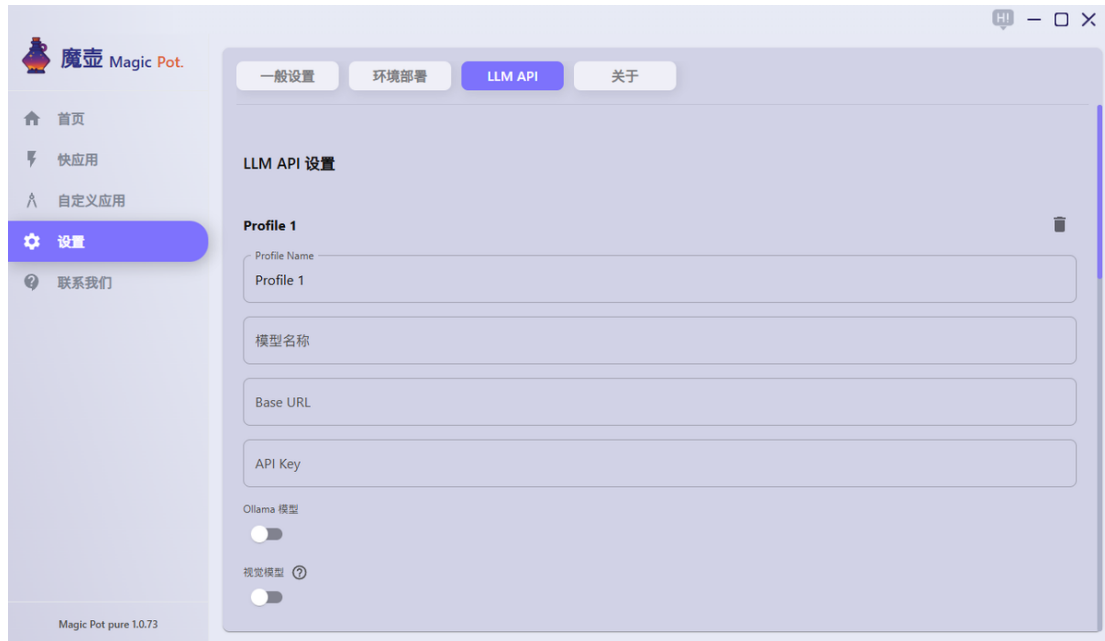 HI
魔壶 Magic Pot.
首页
快应用
自定义应用
设置
联系我们
Magic Pot pure 1.0.73
一般设置 环境部署 LLM API 关于
LLM API 设置
Profile 1
Profile Name
Profile 1
模型名称
Base URL
API Key
Ollama 模型
视觉模型 ?